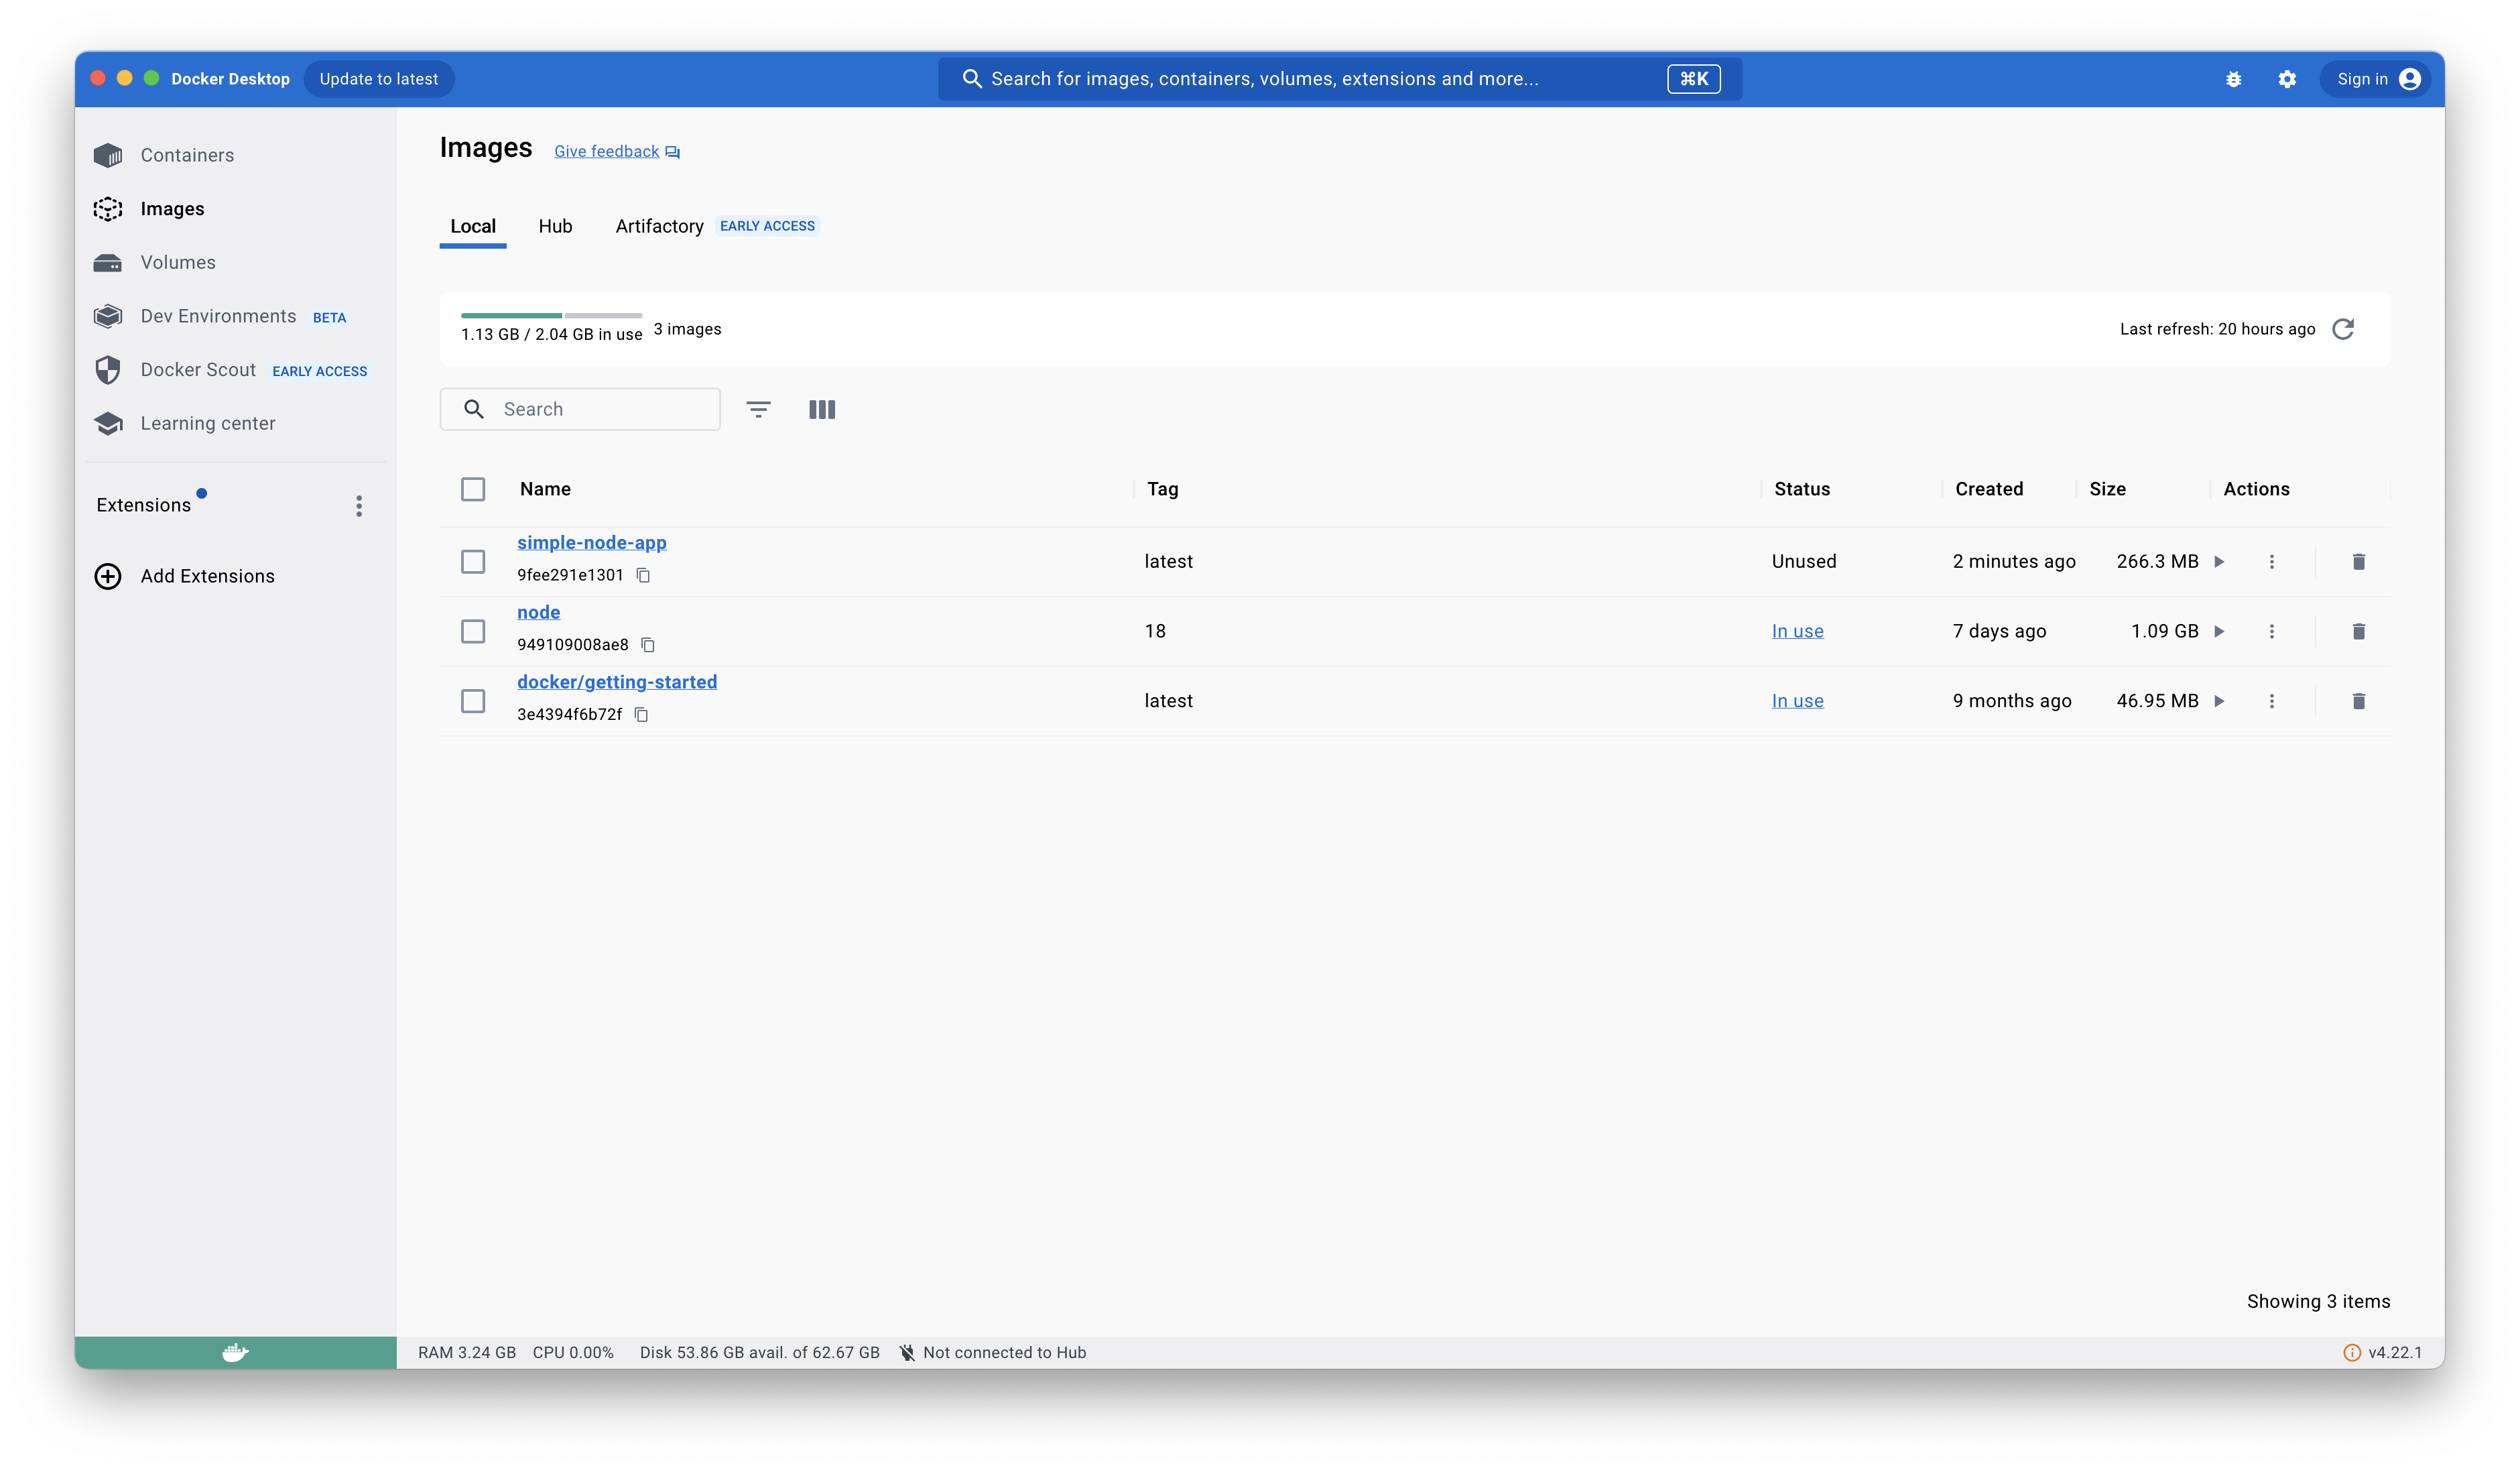 Docker Desktop Update to latest Search for images, containers, volumes, extensions and more... ⌘K Sign in
Containers
Images
Volumes
Dev Environments BETA
Docker Scout EARLY ACCESS
Learning center
Extensions
Add Extensions
Images Give feedback
Local Hub Artifactory EARLY ACCESS
1.13 GB / 2.04 GB in use 3 images Last refresh: 20 hours ago
Search
Name Tag Status Created Size Actions
simple-node-app
9fee291e1301 latest Unused 2 minutes ago 266.3 MB
node
949109008ae8 18 In use 7 days ago 1.09 GB
docker/getting-started
3e4394f6b72f latest In use 9 months ago 46.95 MB
Showing 3 items
RAM 3.24 GB CPU 0.00% Disk 53.86 GB avail. of 62.67 GB Not connected to Hub v4.22.1